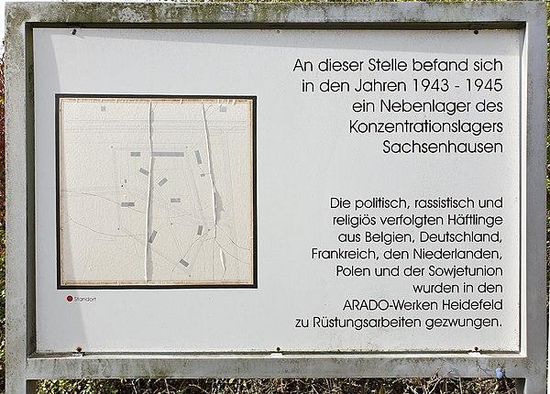 An dieser Stelle befand sich
in den Jahren 1943 - 1945
ein Nebenlager des
Konzentrationslagers
Sachsenhausen
Die politisch, rassistisch und
religiös verfolgten Häftlinge
aus Belgien, Deutschland,
Frankreich, den Niederlanden,
Polen und der Sowjetunion
wurden in den
ARADO-Werken Heidefeld
zu Rüstungsarbeiten gezwungen.
Standort